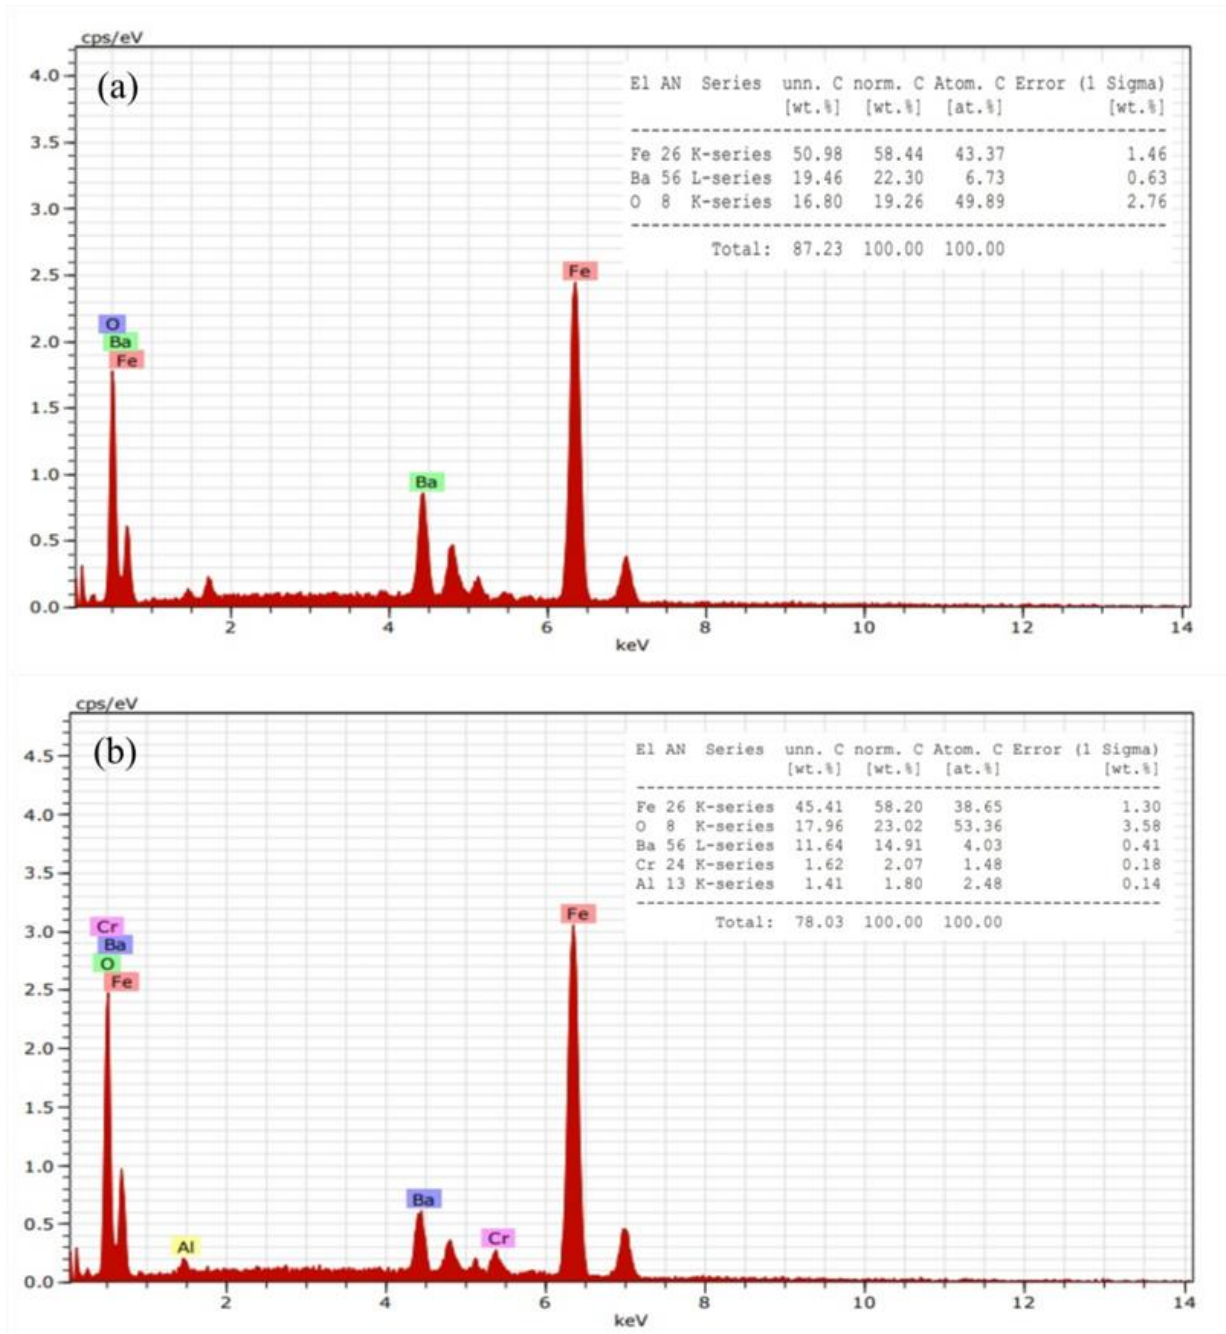 cps/eV
(a)
4.0
3.5
3.0
2.5
2.0
1.5
1.0
0.5
0.0
El AN Series unn. C norm. C Atom. C Error (1 Sigma)
[wt.%] [wt.%] [at.%] [wt.%]
Fe 26 K-series 50.98 58.44 43.37 1.46
Ba 56 L-series 19.46 22.30 6.73 0.63
O 8 K-series 16.80 19.26 49.89 2.76
Total: 87.23 100.00 100.00
Fe
O
Ba
Fe
Ba
2 4 6 8 10 12 14
keV
cps/eV
(b)
4.5
4.0
3.5
3.0
2.5
2.0
1.5
1.0
0.5
0.0
El AN Series unn. C norm. C Atom. C Error (1 Sigma)
[wt.%] [wt.%] [at.%] [wt.%]
Fe 26 K-series 45.41 58.20 38.65 1.30
O 8 K-series 17.96 23.02 53.36 3.58
Ba 56 L-series 11.64 14.91 4.03 0.41
Cr 24 K-series 1.62 2.07 1.48 0.18
Al 13 K-series 1.41 1.80 2.48 0.14
Total: 78.03 100.00 100.00
Fe
Cr
Ba
O
Fe
Ba
Cr
Al
2 4 6 8 10 12 14
keV